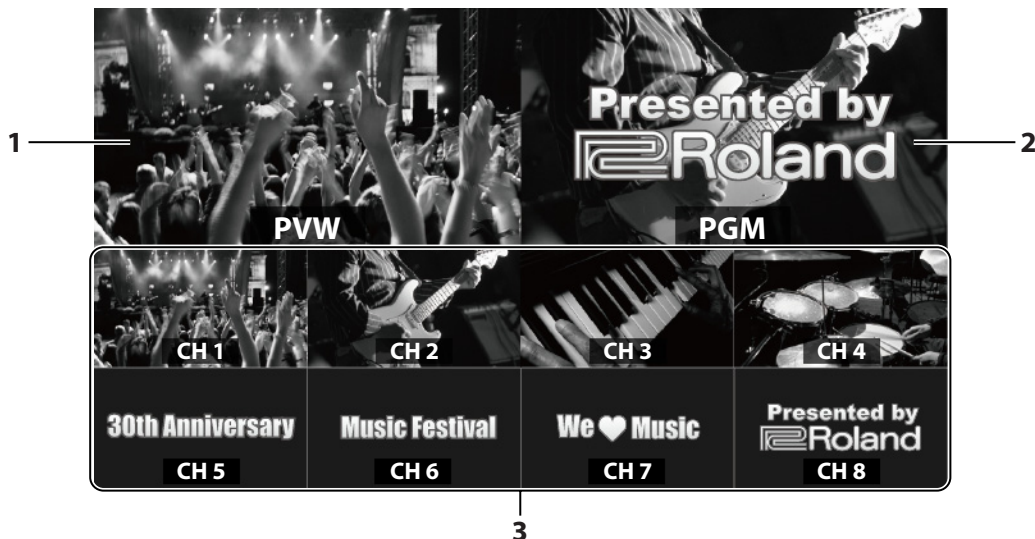 1
2
Presented by
Roland
PVW
PGM
CH 1
CH 2
CH 3
CH 4
30th Anniversary
Music Festival
We ♥ Music
Presented by
Roland
CH 5
CH 6
CH 7
CH 8
3